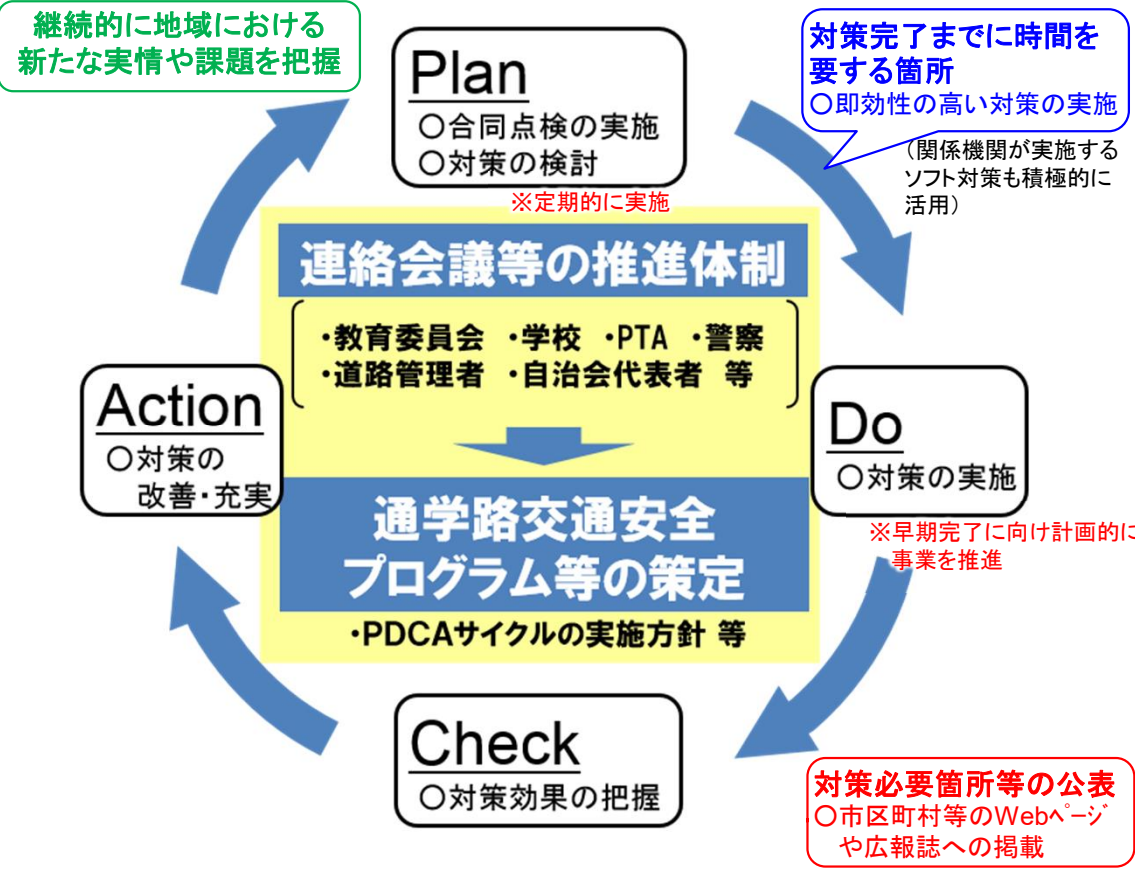 継続的に地域における
新たな実情や課題を把握
Plan
○合同点検の実施
○対策の検討
※定期的に実施
対策完了までに時間を
要する箇所
○即効性の高い対策の実施
（関係機関が実施する
ソフト対策も積極的に
活用）
連絡会議等の推進体制
・教育委員会 ・学校 ・PTA ・警察
・道路管理者 ・自治会代表者 等
Action
○対策の
改善・充実
Do
○対策の実施
※早期完了に向け計画的に
事業を推進
通学路交通安全
プログラム等の策定
・PDCAサイクルの実施方針 等
Check
○対策効果の把握
対策必要箇所等の公表
○市区町村等のWebページ
や広報誌への掲載